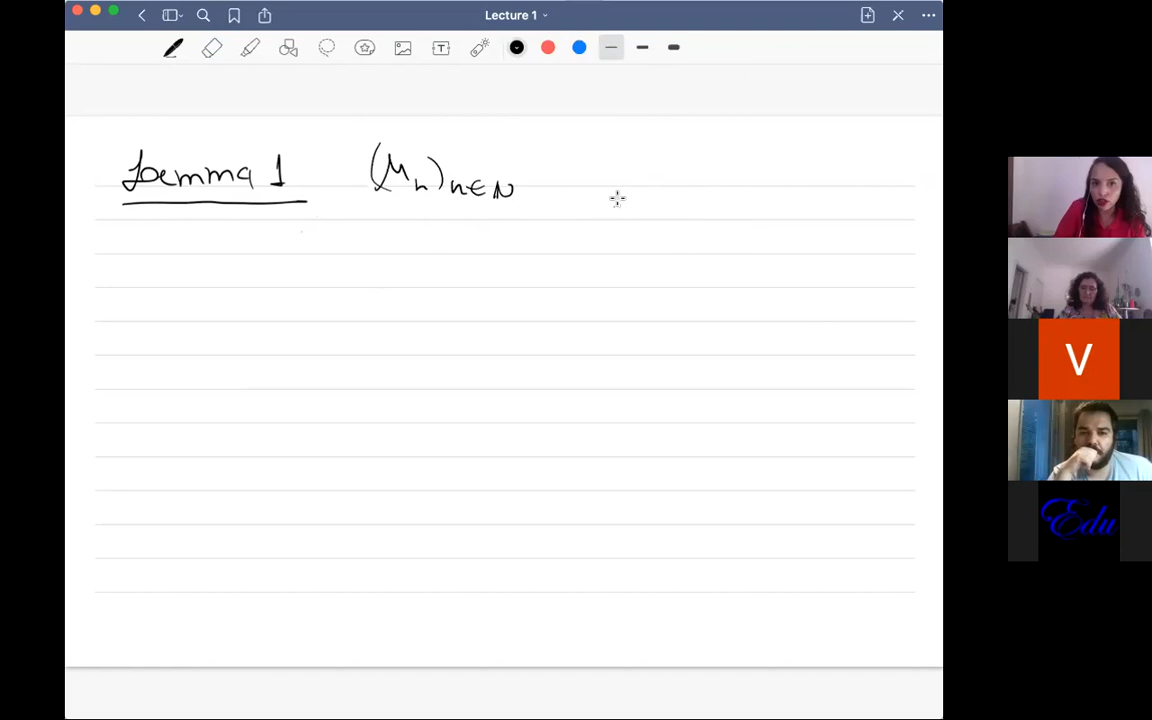 Lecture 1
Lemma 1 (μₙ)ₙ∈ℕ
V
Edu